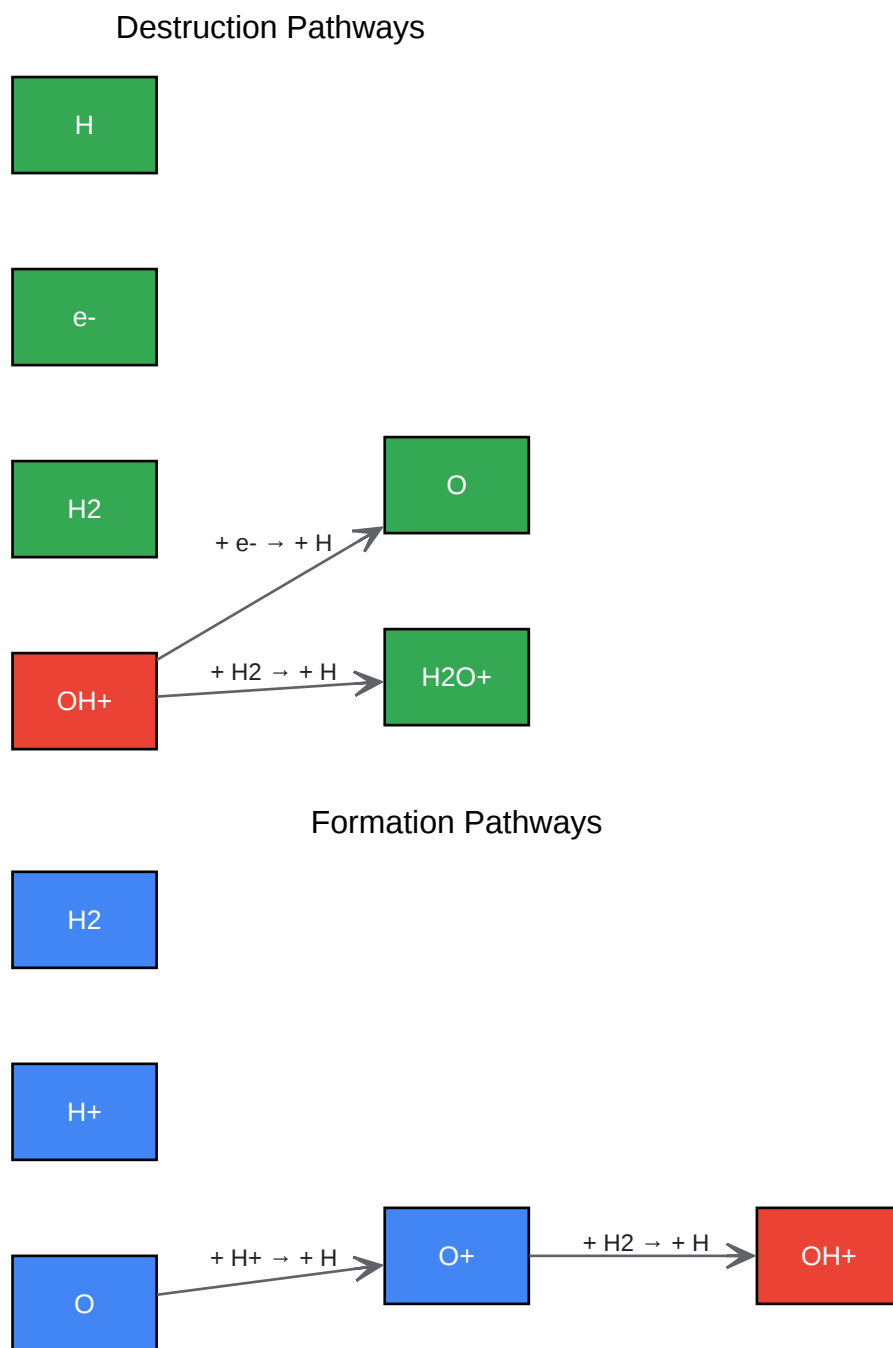 Destruction Pathways
H
e-
H2
O
+ e- → + H
+ H2 → + H
H2O+
OH+
Formation Pathways
H2
H+
+ H+ → + H
O+
+ H2 → + H
OH+
O